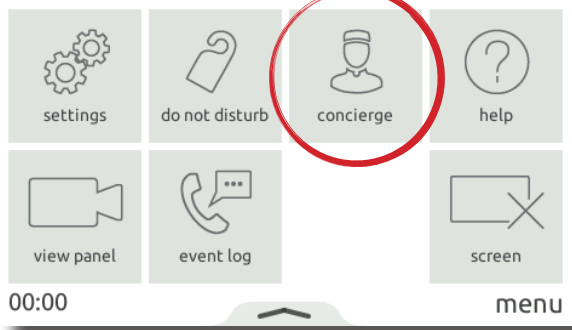 settings
do not disturb
concierge
help
view panel
event log
screen
00:00
menu